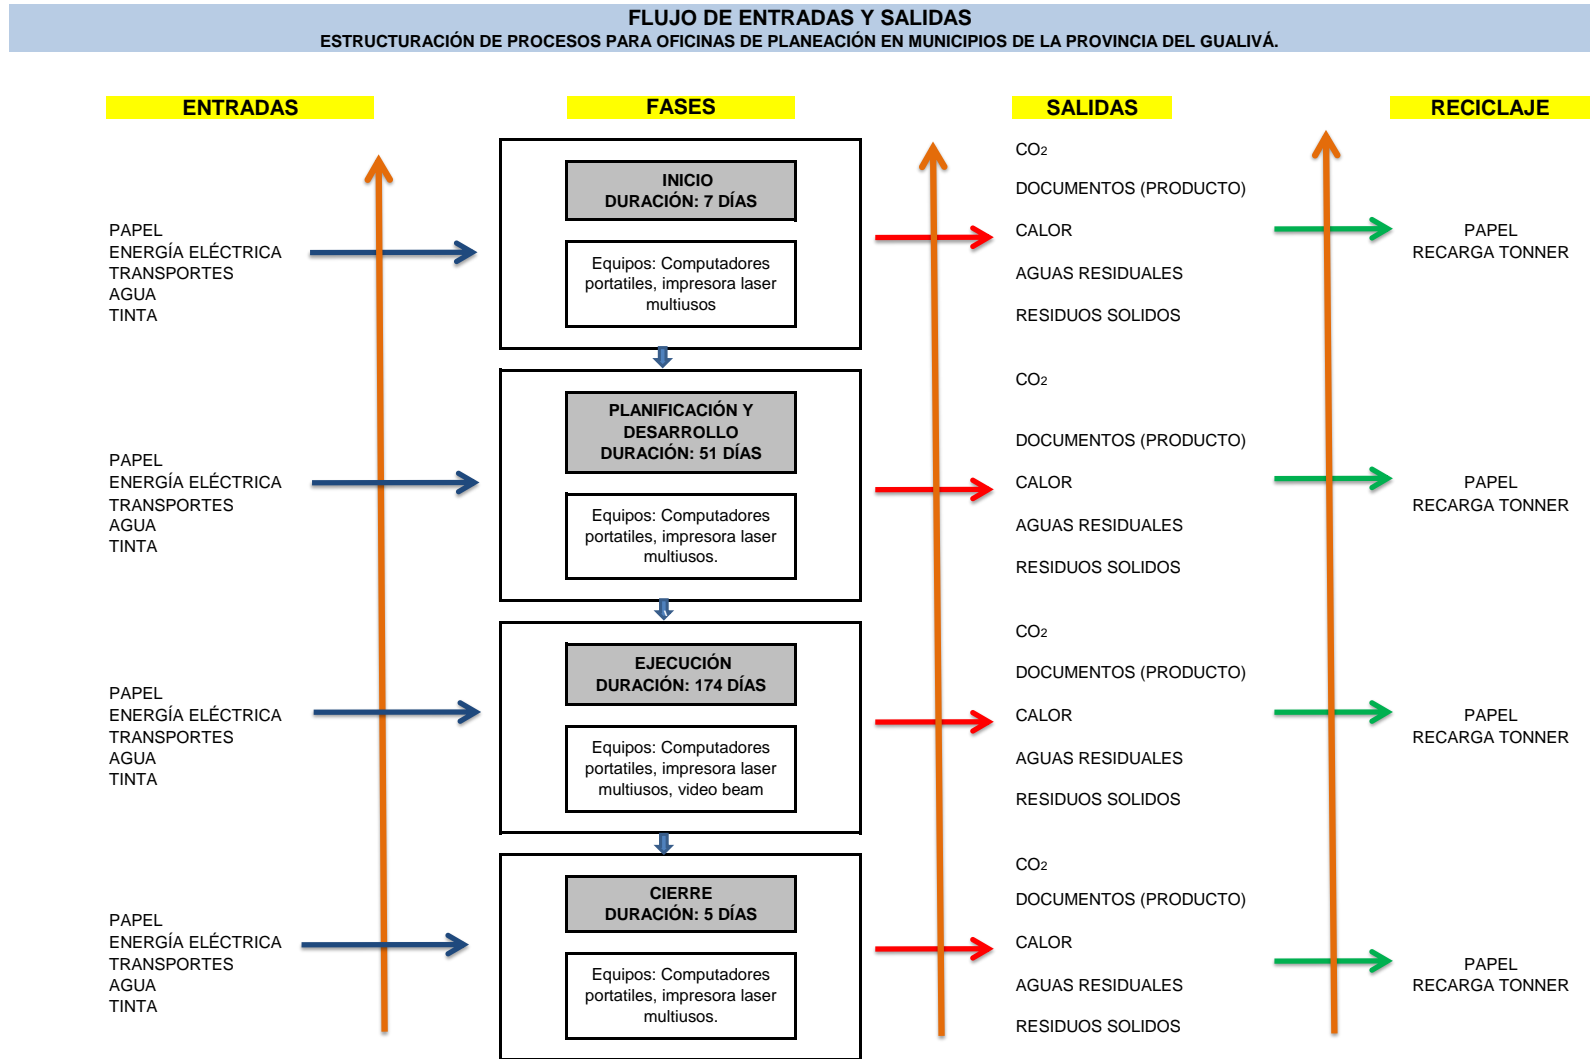 FLUJO DE ENTRADAS Y SALIDAS
ESTRUCTURACIÓN DE PROCESOS PARA OFICINAS DE PLANEACIÓN EN MUNICIPIOS DE LA PROVINCIA DEL GUALIVÁ.
ENTRADAS
FASES
SALIDAS
RECICLAJE
PAPEL
ENERGÍA ELÉCTRICA
TRANSPORTES
AGUA
TINTA
INICIO
DURACIÓN: 7 DÍAS
Equipos: Computadores
portatiles, impresora laser
multiusos
CO2
DOCUMENTOS (PRODUCTO)
CALOR
AGUAS RESIDUALES
RESIDUOS SOLIDOS
PAPEL
RECARGA TONNER
PAPEL
ENERGÍA ELÉCTRICA
TRANSPORTES
AGUA
TINTA
PLANIFICACIÓN Y
DESARROLLO
DURACIÓN: 51 DÍAS
Equipos: Computadores
portatiles, impresora laser
multiusos.
CO2
DOCUMENTOS (PRODUCTO)
CALOR
AGUAS RESIDUALES
RESIDUOS SOLIDOS
PAPEL
RECARGA TONNER
PAPEL
ENERGÍA ELÉCTRICA
TRANSPORTES
AGUA
TINTA
EJECUCIÓN
DURACIÓN: 174 DÍAS
Equipos: Computadores
portatiles, impresora laser
multiusos, video beam
CO2
DOCUMENTOS (PRODUCTO)
CALOR
AGUAS RESIDUALES
RESIDUOS SOLIDOS
PAPEL
RECARGA TONNER
PAPEL
ENERGÍA ELÉCTRICA
TRANSPORTES
AGUA
TINTA
CIERRE
DURACIÓN: 5 DÍAS
Equipos: Computadores
portatiles, impresora laser
multiusos.
CO2
DOCUMENTOS (PRODUCTO)
CALOR
AGUAS RESIDUALES
RESIDUOS SOLIDOS
PAPEL
RECARGA TONNER